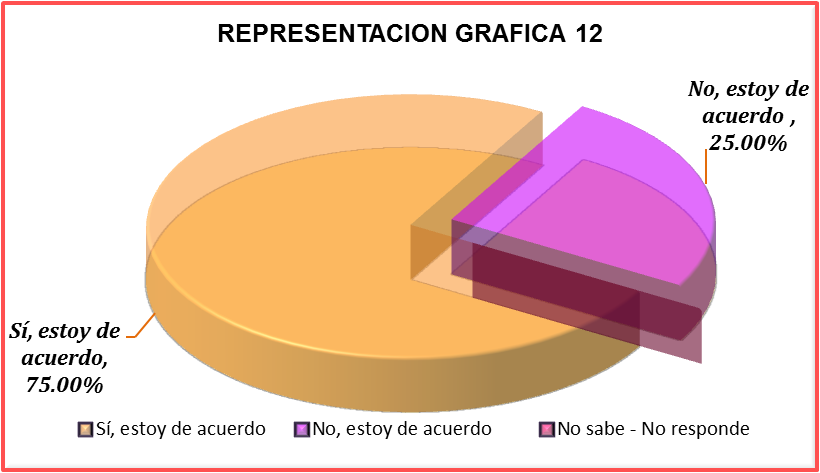 REPRESENTACION GRAFICA 12
No, estoy de
acuerdo ,
25.00%
Sí, estoy de
acuerdo,
75.00%
Sí, estoy de acuerdo
No, estoy de acuerdo
No sabe - No responde